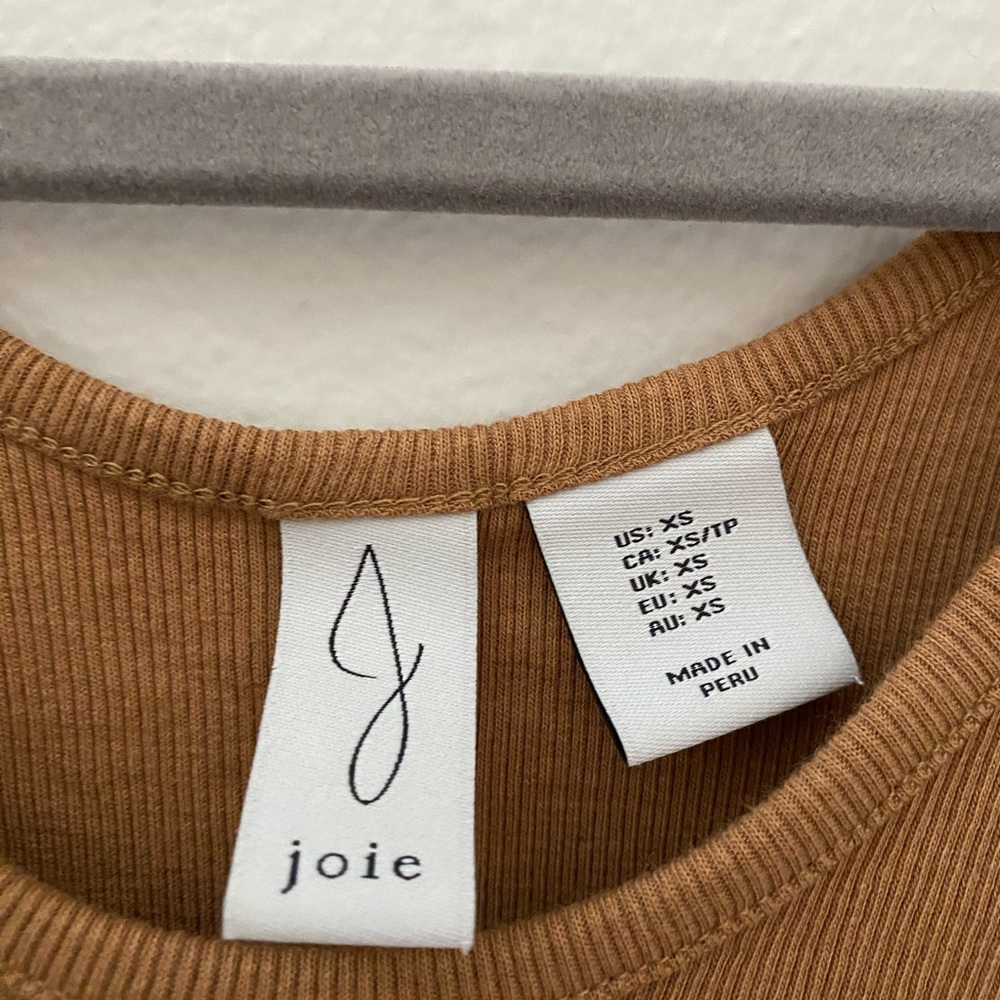 joie
US: XS
CA: XS/TP
UK: XS
EU: XS
AU: XS
MADE IN
PERU